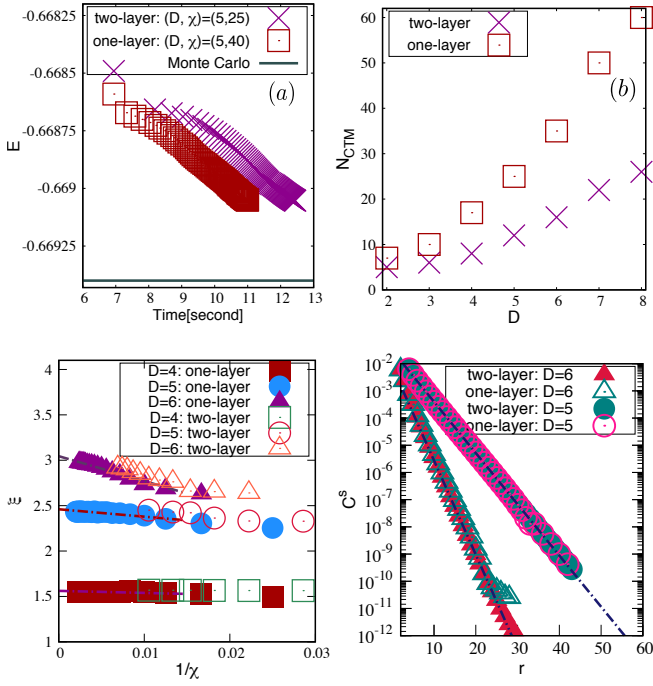 two-layer: (D, χ)=(5,25)
one-layer: (D, χ)=(5,40)
Monte Carlo
(a)
-0.66825
-0.6685
-0.66875
-0.669
-0.66925
E
6 7 8 9 10 11 12 13
Time[second]
two-layer
one-layer
(b)
60
50
40
30
20
10
0
N_CTM
2 3 4 5 6 7 8
D
D=4: one-layer
D=5: one-layer
D=6: one-layer
D=4: two-layer
D=5: two-layer
D=6: two-layer
4
3.5
3
2.5
2
1.5
1
ξ
0 0.01 0.02 0.03
1/χ
two-layer: D=6
one-layer: D=6
two-layer: D=5
one-layer: D=5
10^-2
10^-3
10^-4
10^-5
10^-6
10^-7
10^-8
10^-9
10^-10
10^-11
10^-12
C^s
10 20 30 40 50 60
r